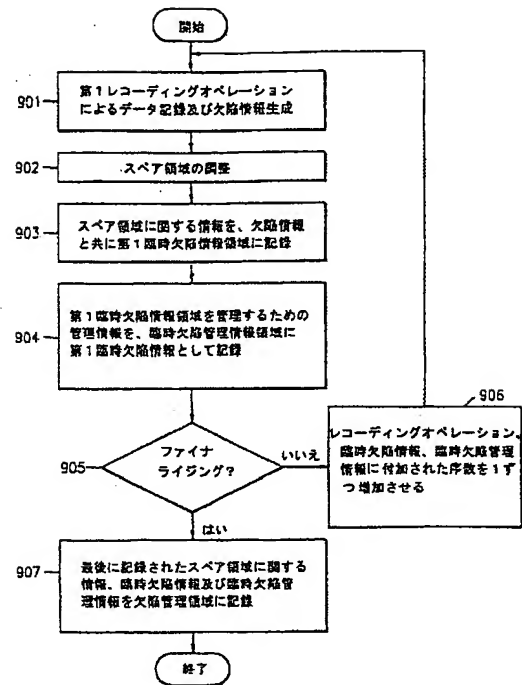 開始
901
第1レコーディングオペレーション
によるデータ記録及び欠陥情報生成
902
スペア領域の調整
903
スペア領域に関する情報を、欠陥情報
と共に第1臨時欠陥情報領域に記録
904
第1臨時欠陥情報領域を管理するための
管理情報を、臨時欠陥管理情報領域に
第1臨時欠陥情報として記録
905
ファイナ
ライジング?
いいえ
906
レコーディングオペレーション、
臨時欠陥情報、臨時欠陥管理
情報に付加された序数を1ず
つ増加させる
はい
907
最後に記録されたスペア領域に関する
情報、臨時欠陥情報及び臨時欠陥管
理情報を欠陥管理領域に記録
終了